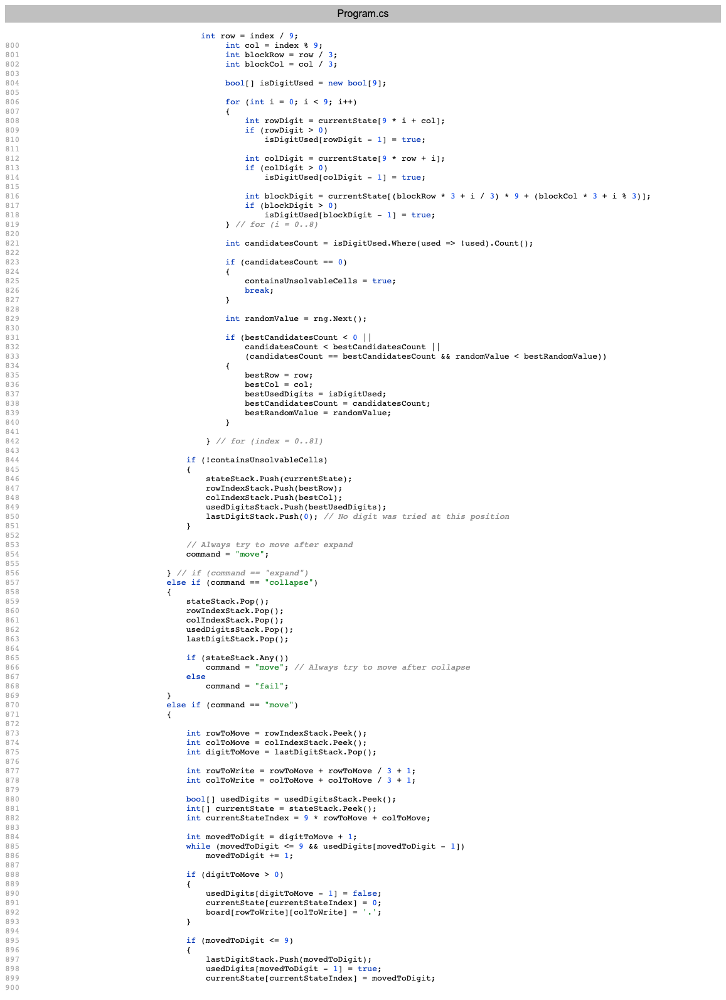 Program.cs
int row = index / 9;
800 int col = index % 9;
801 int blockRow = row / 3;
802 int blockCol = col / 3;
803
804 bool[] isDigitUsed = new bool[9];
805
806 for (int i = 0; i < 9; i++)
807 {
808 int rowDigit = currentState[9 * i + col];
809 if (rowDigit > 0)
810 isDigitUsed[rowDigit - 1] = true;
811
812 int colDigit = currentState[9 * row + i];
813 if (colDigit > 0)
814 isDigitUsed[colDigit - 1] = true;
815
816 int blockDigit = currentState[(blockRow * 3 + i / 3) * 9 + (blockCol * 3 + i % 3)];
817 if (blockDigit > 0)
818 isDigitUsed[blockDigit - 1] = true;
819 } // for (i = 0..8)
820
821 int candidatesCount = isDigitUsed.Where(used => !used).Count();
822
823 if (candidatesCount == 0)
824 {
825 containsUnsolvableCells = true;
826 break;
827 }
828
829 int randomValue = rng.Next();
830
831 if (bestCandidatesCount < 0 ||
832 candidatesCount < bestCandidatesCount ||
833 (candidatesCount == bestCandidatesCount && randomValue < bestRandomValue))
834 {
835 bestRow = row;
836 bestCol = col;
837 bestUsedDigits = isDigitUsed;
838 bestCandidatesCount = candidatesCount;
839 bestRandomValue = randomValue;
840 }
841
842 } // for (index = 0..81)
843
844 if (!containsUnsolvableCells)
845 {
846 stateStack.Push(currentState);
847 rowIndexStack.Push(bestRow);
848 colIndexStack.Push(bestCol);
849 usedDigitsStack.Push(bestUsedDigits);
850 lastDigitStack.Push(0); // No digit was tried at this position
851 }
852
853 // Always try to move after expand
854 command = "move";
855
856 } // if (command == "expand")
857 else if (command == "collapse")
858 {
859 stateStack.Pop();
860 rowIndexStack.Pop();
861 colIndexStack.Pop();
862 usedDigitsStack.Pop();
863 lastDigitStack.Pop();
864
865 if (stateStack.Any())
866 command = "move"; // Always try to move after collapse
867 else
868 command = "fail";
869 }
870 else if (command == "move")
871 {
872
873 int rowToMove = rowIndexStack.Peek();
874 int colToMove = colIndexStack.Peek();
875 int digitToMove = lastDigitStack.Pop();
876
877 int rowToWrite = rowToMove + rowToMove / 3 + 1;
878 int colToWrite = colToMove + colToMove / 3 + 1;
879
880 bool[] usedDigits = usedDigitsStack.Peek();
881 int[] currentState = stateStack.Peek();
882 int currentStateIndex = 9 * rowToMove + colToMove;
883
884 int movedToDigit = digitToMove + 1;
885 while (movedToDigit <= 9 && usedDigits[movedToDigit - 1])
886 movedToDigit += 1;
887
888 if (digitToMove > 0)
889 {
890 usedDigits[digitToMove - 1] = false;
891 currentState[currentStateIndex] = 0;
892 board[rowToWrite][colToWrite] = '.';
893 }
894
895 if (movedToDigit <= 9)
896 {
897 lastDigitStack.Push(movedToDigit);
898 usedDigits[movedToDigit - 1] = true;
899 currentState[currentStateIndex] = movedToDigit;
900